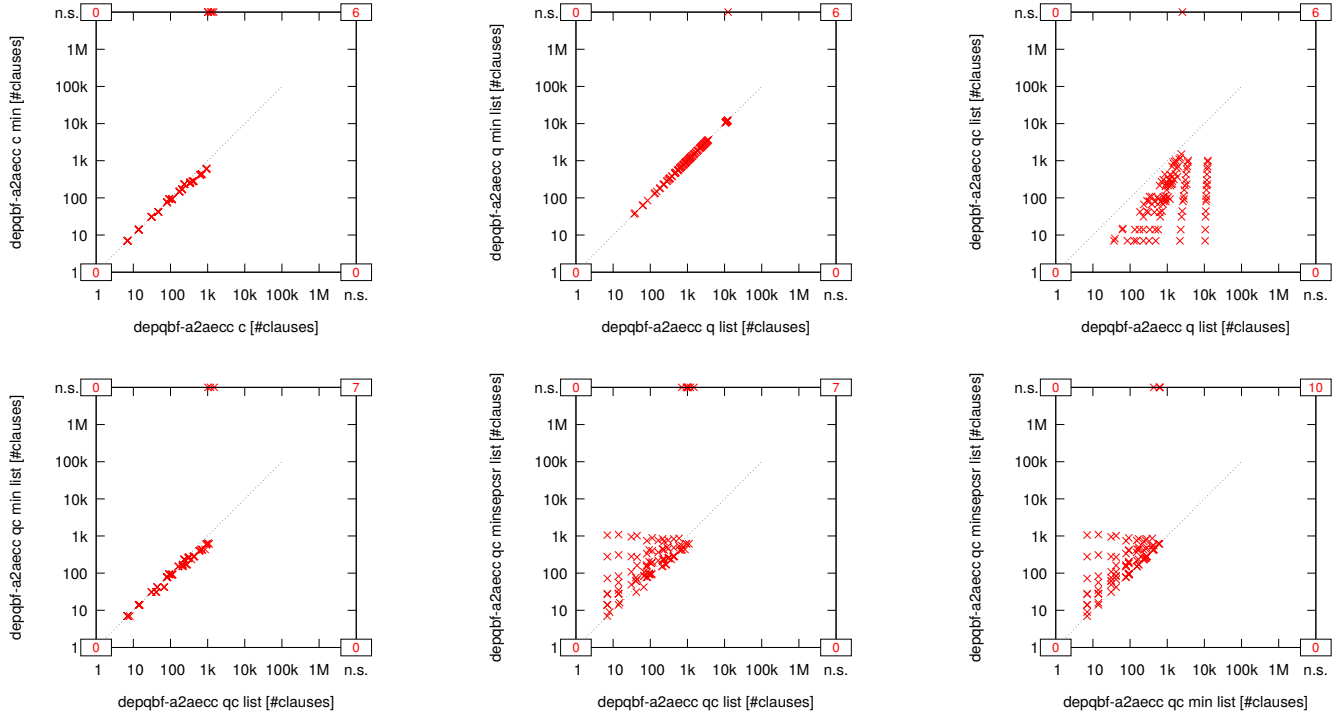 0 6 0 6 0 6
n.s. n.s. n.s.
1M 1M 1M
100k 100k 100k
10k 10k 10k
1k 1k 1k
100 100 100
10 10 10
1 1 1
0 0 0 0 0 0
1 10 100 1k 10k 100k 1M n.s. 1 10 100 1k 10k 100k 1M n.s. 1 10 100 1k 10k 100k 1M n.s.
depqbf-a2aecc c min [#clauses] depqbf-a2aecc q min list [#clauses] depqbf-a2aecc qc list [#clauses]
depqbf-a2aecc c [#clauses] depqbf-a2aecc q list [#clauses] depqbf-a2aecc q list [#clauses]
0 7 0 7 0 10
n.s. n.s. n.s.
1M 1M 1M
100k 100k 100k
10k 10k 10k
1k 1k 1k
100 100 100
10 10 10
1 1 1
0 0 0 0 0 0
1 10 100 1k 10k 100k 1M n.s. 1 10 100 1k 10k 100k 1M n.s. 1 10 100 1k 10k 100k 1M n.s.
depqbf-a2aecc qc min list [#clauses] depqbf-a2aecc qc minsepcsr list [#clauses] depqbf-a2aecc qc minsepcsr list [#clauses]
depqbf-a2aecc qc list [#clauses] depqbf-a2aecc qc list [#clauses] depqbf-a2aecc qc min list [#clauses]